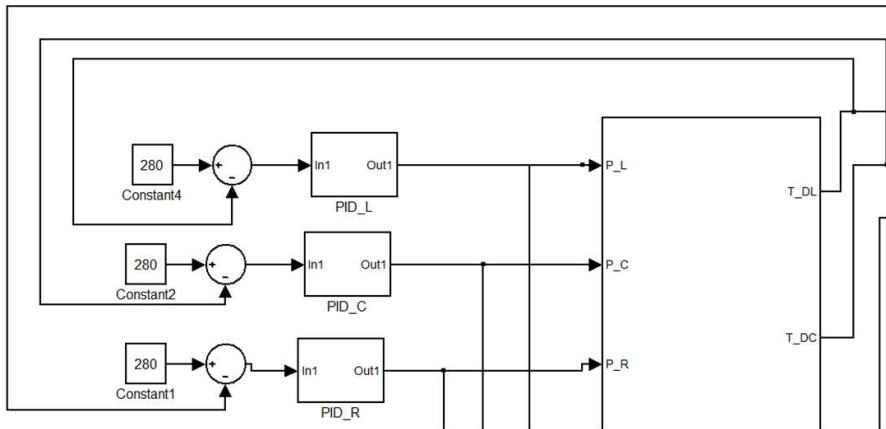 280
+
−
In1
Out1
P_L
Constant4
PID_L
T_DL
280
+
−
In1
Out1
P_C
Constant2
PID_C
T_DC
280
+
−
In1
Out1
P_R
Constant1
PID_R